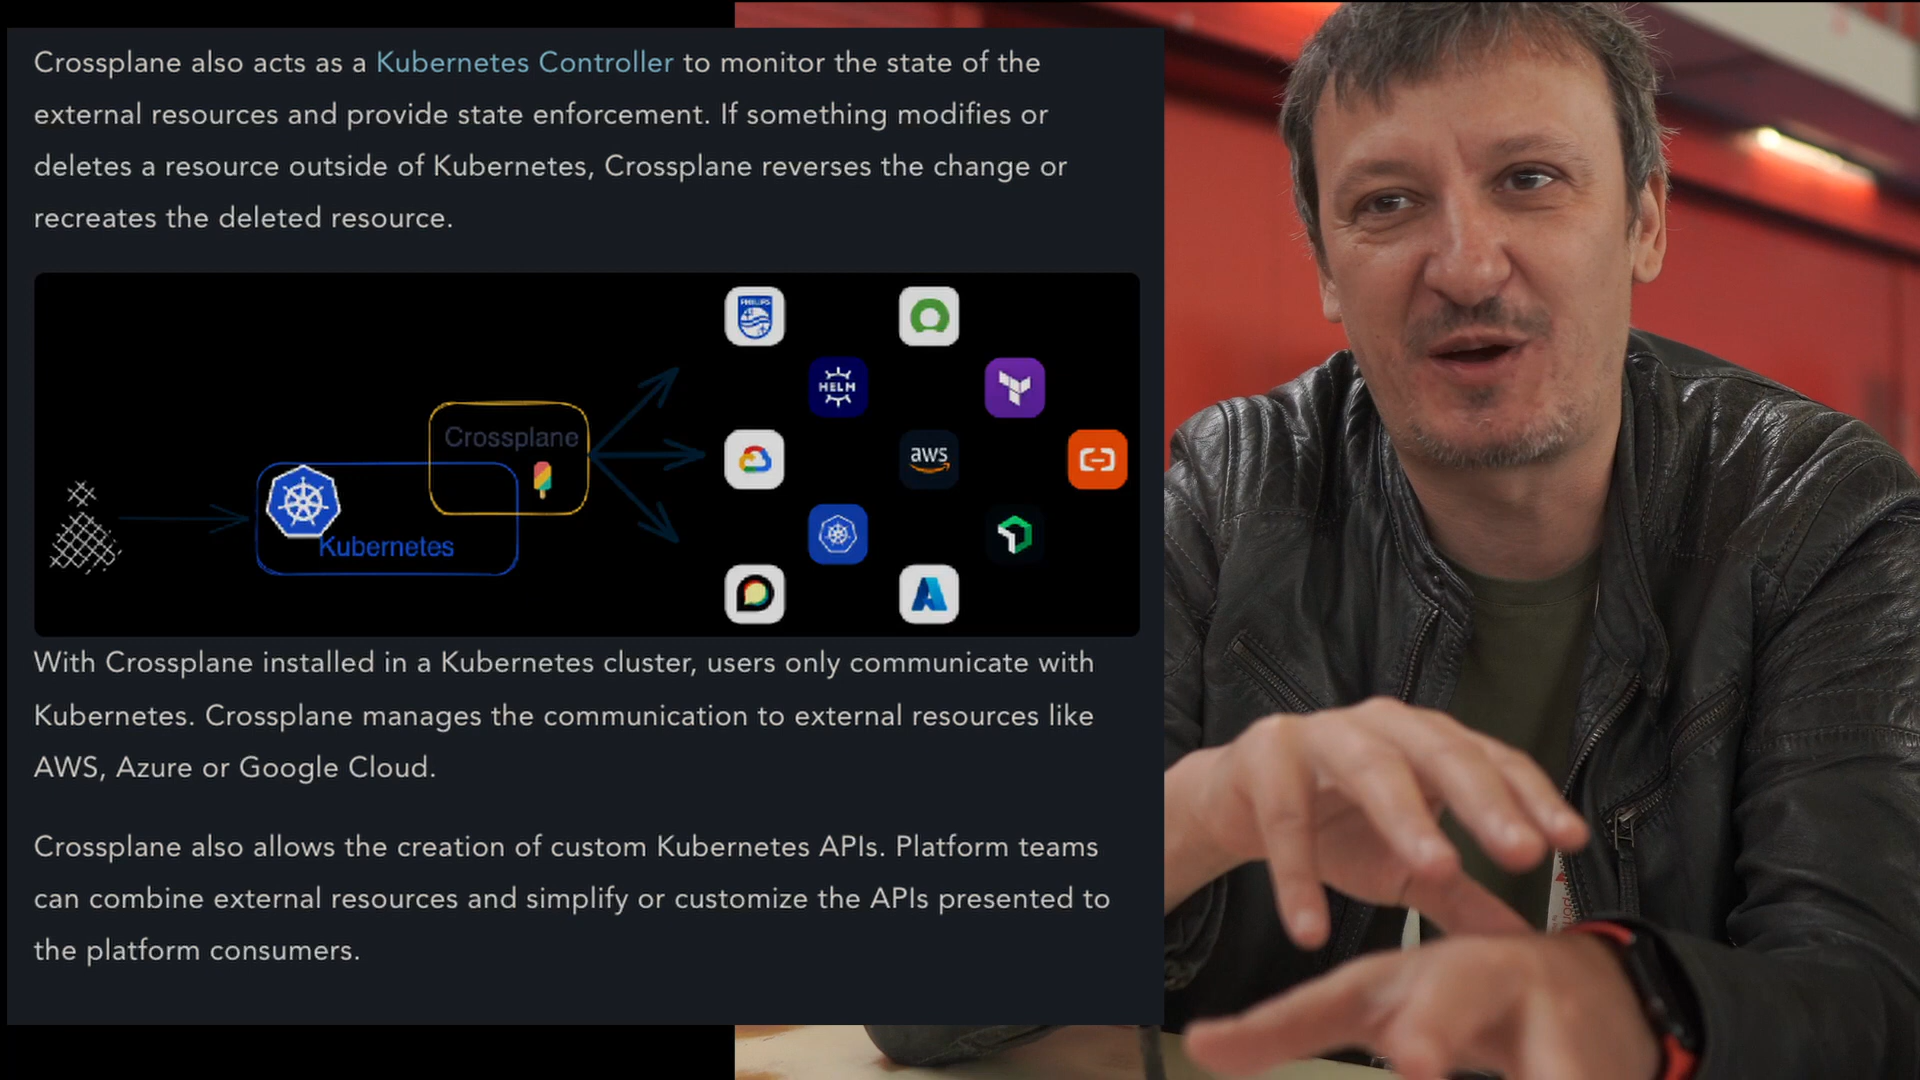 Crossplane also acts as a Kubernetes Controller to monitor the state of the
external resources and provide state enforcement. If something modifies or
deletes a resource outside of Kubernetes, Crossplane reverses the change or
recreates the deleted resource.
PHILIPS
HELM
Crossplane
aws
Kubernetes
With Crossplane installed in a Kubernetes cluster, users only communicate with
Kubernetes. Crossplane manages the communication to external resources like
AWS, Azure or Google Cloud.
Crossplane also allows the creation of custom Kubernetes APIs. Platform teams
can combine external resources and simplify or customize the APIs presented to
the platform consumers.